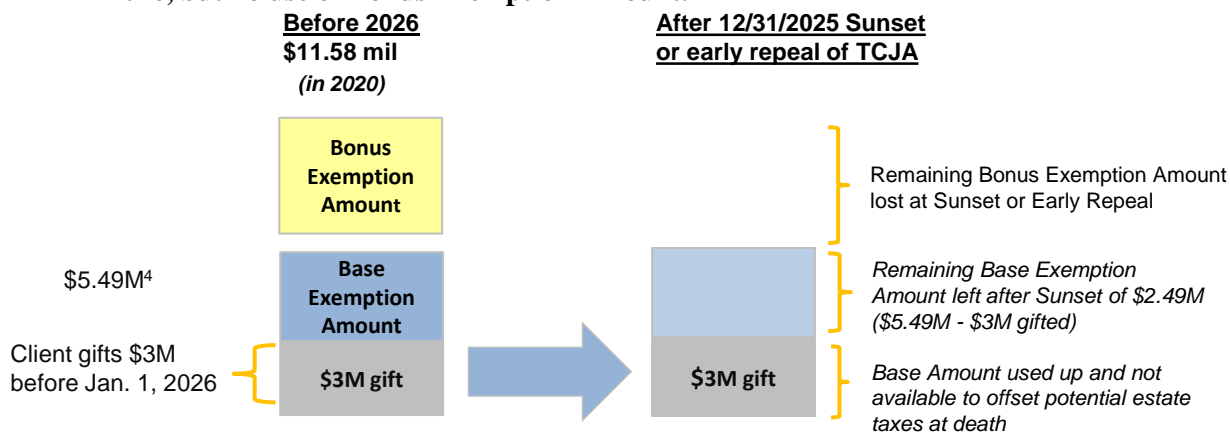 Before 2026
$11.58 mil
(in 2020)
After 12/31/2025 Sunset
or early repeal of TCJA
Bonus
Exemption
Amount
Remaining Bonus Exemption Amount
lost at Sunset or Early Repeal
$5.49M⁴
Base
Exemption
Amount
Remaining Base Exemption
Amount left after Sunset of $2.49M
($5.49M - $3M gifted)
Client gifts $3M
before Jan. 1, 2026
$3M gift
$3M gift
Base Amount used up and not
available to offset potential estate
taxes at death